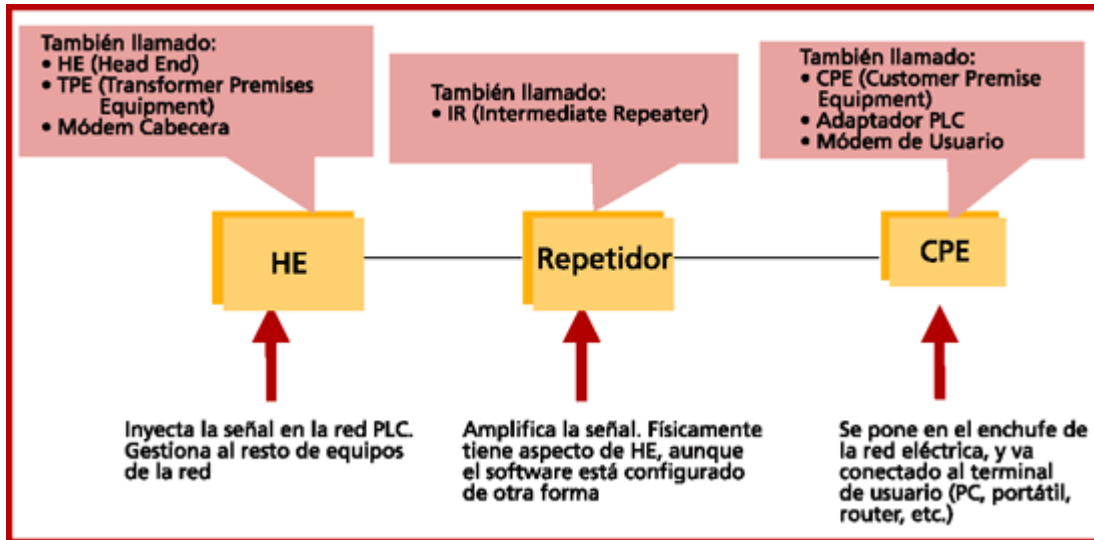 También llamado:
• HE (Head End)
• TPE (Transformer Premises
Equipment)
• Módem Cabecera
También llamado:
• IR (Intermediate Repeater)
También llamado:
• CPE (Customer Premise
Equipment)
• Adaptador PLC
• Módem de Usuario
HE
Repetidor
CPE
Inyecta la señal en la red PLC.
Gestiona al resto de equipos
de la red
Amplifica la señal. Físicamente
tiene aspecto de HE, aunque
el software está configurado
de otra forma
Se pone en el enchufe de
la red eléctrica, y va
conectado al terminal
de usuario (PC, portátil,
router, etc.)